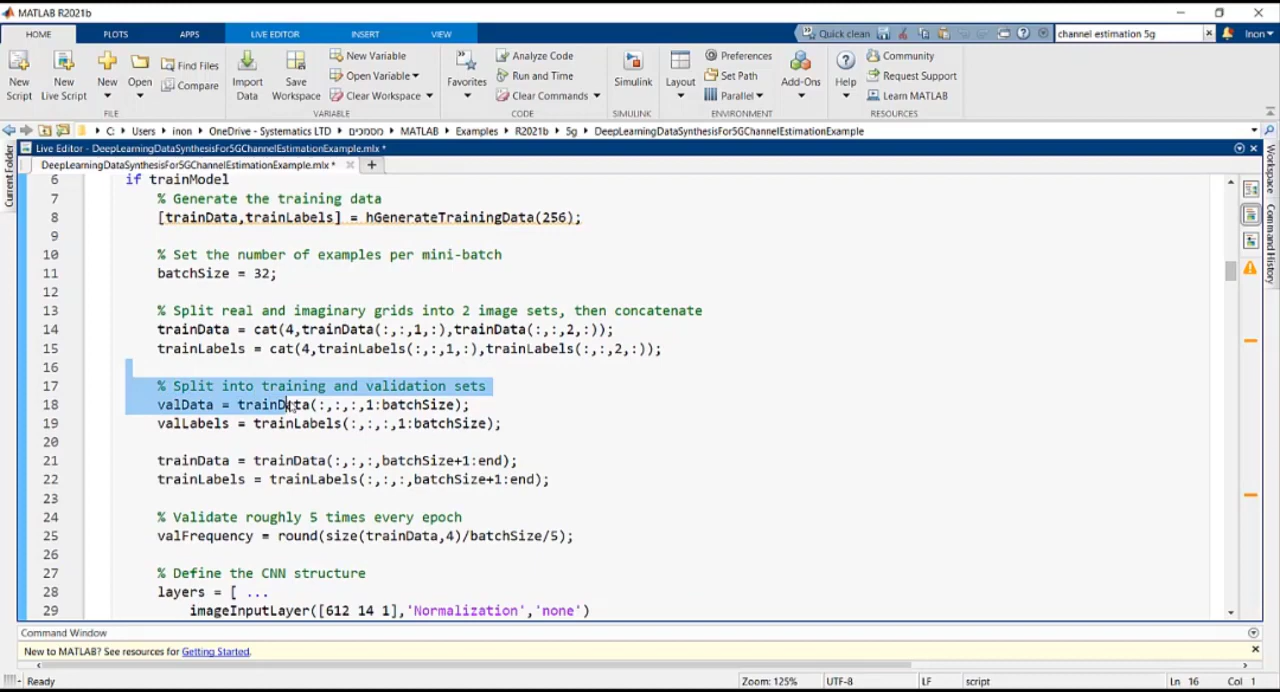 MATLAB R2021b
HOME PLOTS APPS LIVE EDITOR INSERT VIEW Quick clean channel estimation 5g Inon
New Script New Live Script New Open Find Files Compare Import Data Save Workspace New Variable Open Variable Clear Workspace Favorites Analyze Code Run and Time Clear Commands Simulink Layout Preferences Set Path Parallel Add-Ons Help Community Request Support Learn MATLAB
FILE VARIABLE CODE SIMULINK ENVIRONMENT RESOURCES
C: Users inon OneDrive - Systematics LTD מסמכים MATLAB Examples R2021b 5g DeepLearningDataSynthesisFor5GChannelEstimationExample
Live Editor - DeepLearningDataSynthesisFor5GChannelEstimationExample.mlx *
DeepLearningDataSynthesisFor5GChannelEstimationExample.mlx * +
Current Folder
Workspace
Command History
6 if trainModel
7 % Generate the training data
8 [trainData,trainLabels] = hGenerateTrainingData(256);
9
10 % Set the number of examples per mini-batch
11 batchSize = 32;
12
13 % Split real and imaginary grids into 2 image sets, then concatenate
14 trainData = cat(4,trainData(:,:,1,:),trainData(:,:,2,:));
15 trainLabels = cat(4,trainLabels(:,:,1,:),trainLabels(:,:,2,:));
16
17 % Split into training and validation sets
18 valData = trainData(:,:,:,1:batchSize);
19 valLabels = trainLabels(:,:,:,1:batchSize);
20
21 trainData = trainData(:,:,:,batchSize+1:end);
22 trainLabels = trainLabels(:,:,:,batchSize+1:end);
23
24 % Validate roughly 5 times every epoch
25 valFrequency = round(size(trainData,4)/batchSize/5);
26
27 % Define the CNN structure
28 layers = [ ...
29 imageInputLayer([612 14 1],'Normalization','none')
Command Window
New to MATLAB? See resources for Getting Started.
Ready Zoom: 125% UTF-8 LF script Ln 16 Col 1